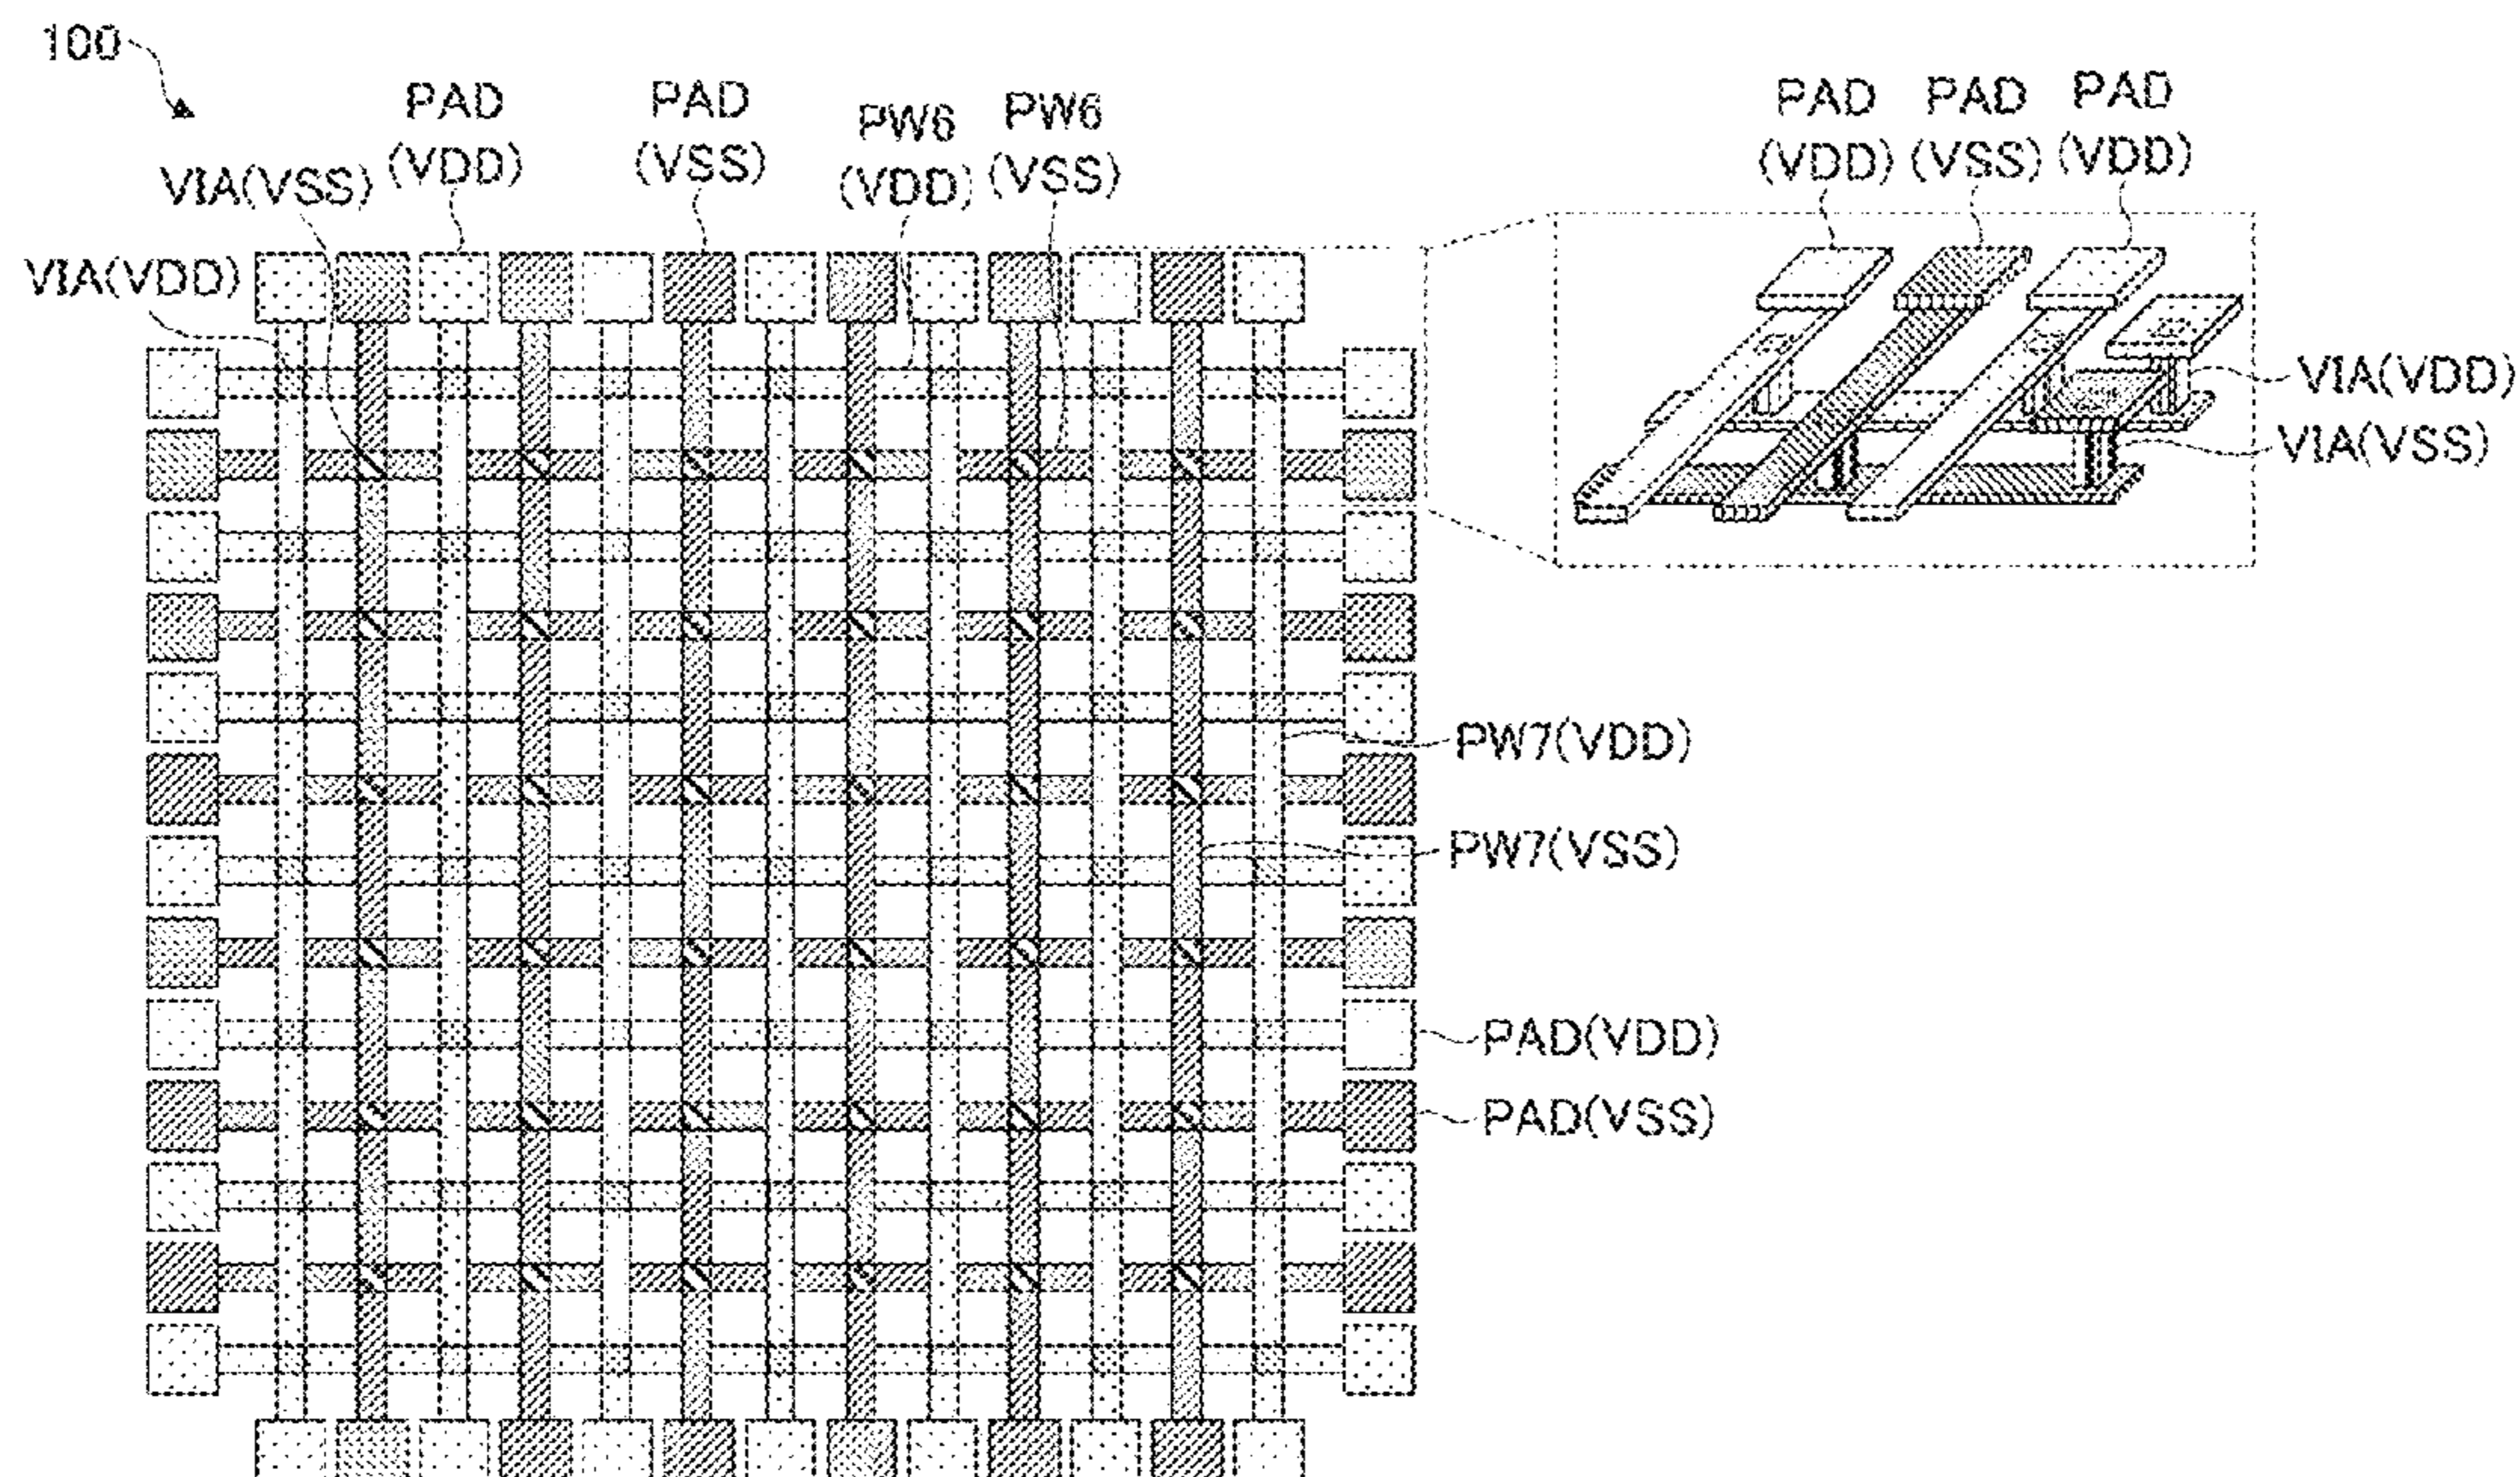 100
PAD
(VDD)
PAD
(VSS)
PW6
(VDD)
PW6
(VSS)
VIA(VSS)
VIA(VDD)
PAD
(VDD)
PAD
(VSS)
PAD
(VDD)
VIA(VDD)
VIA(VSS)
PW7(VDD)
PW7(VSS)
PAD(VDD)
PAD(VSS)